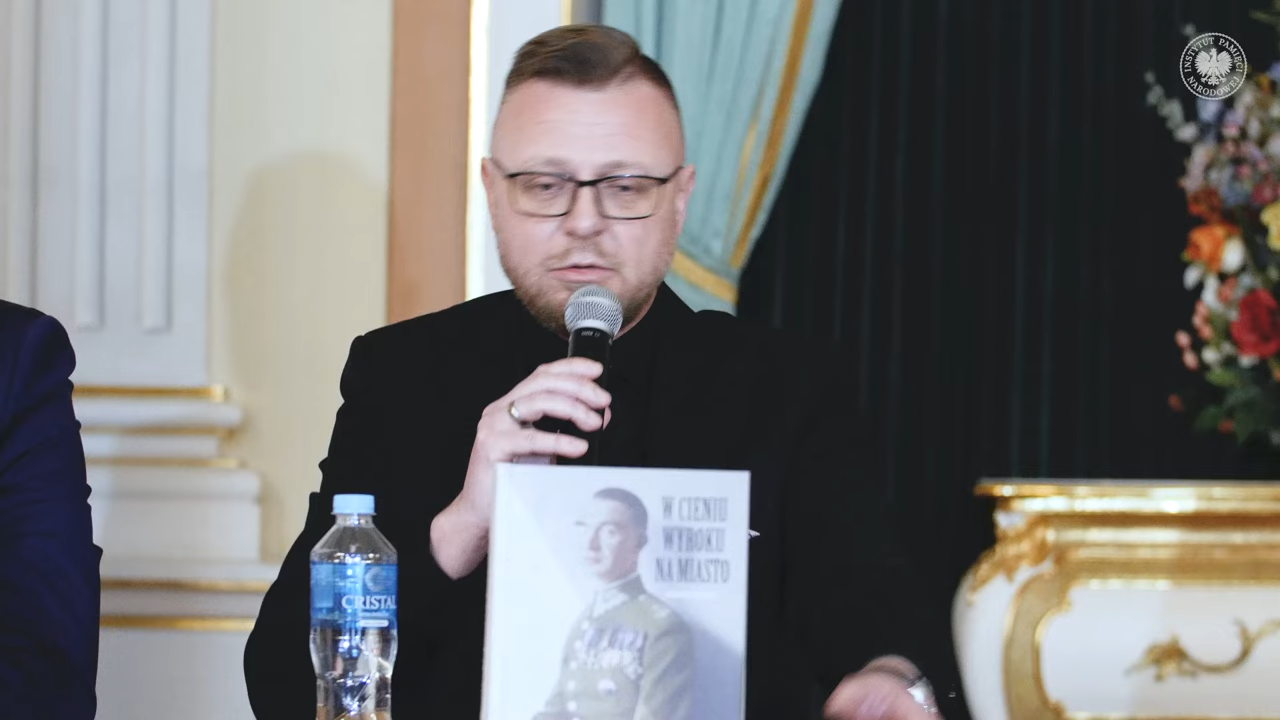 INSTYTUT PAMIĘCI
NARODOWEJ
W CIENIU
WYROKU
NA MIASTO
CRISTAL